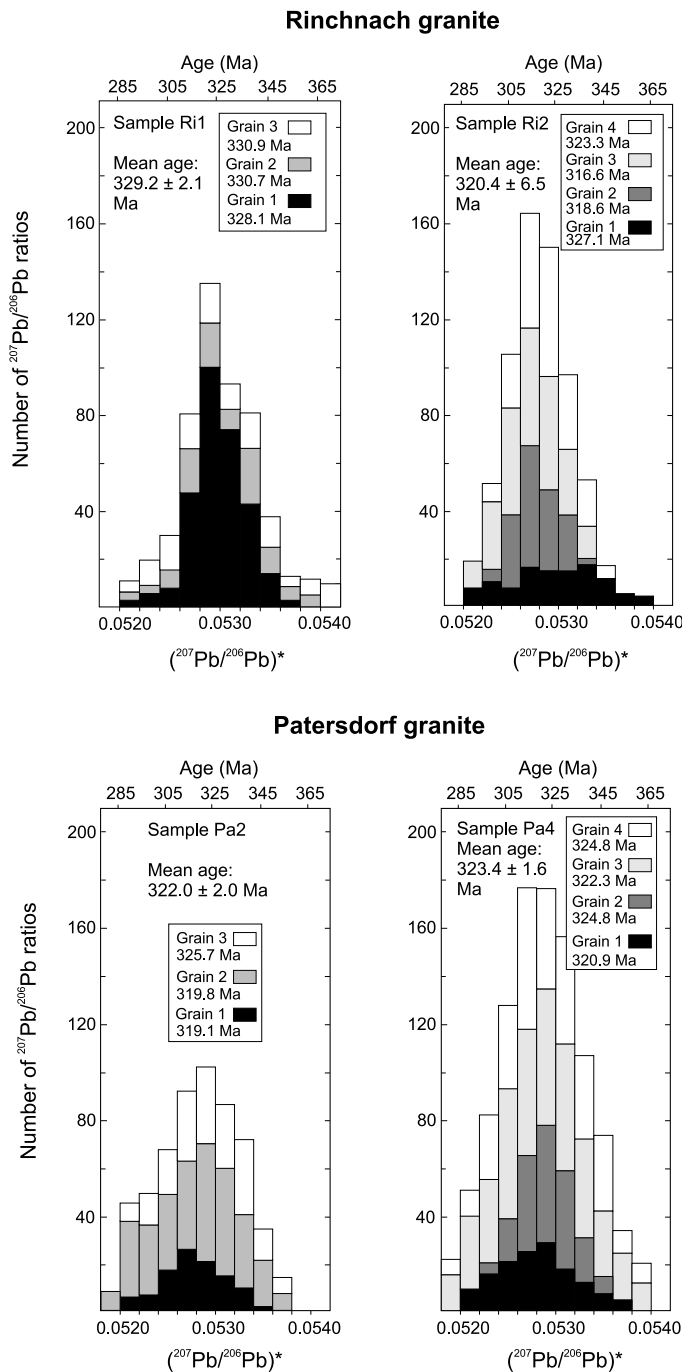 Rinchnach granite
Age (Ma)
285 305 325 345 365
Sample Ri1
Mean age:
329.2 ± 2.1
Ma
Grain 3
330.9 Ma
Grain 2
330.7 Ma
Grain 1
328.1 Ma
200
160
120
80
40
Number of ²⁰⁷Pb/²⁰⁶Pb ratios
0.0520 0.0530 0.0540
(²⁰⁷Pb/²⁰⁶Pb)*
Age (Ma)
285 305 325 345 365
Sample Ri2
Mean age:
320.4 ± 6.5
Ma
Grain 4
323.3 Ma
Grain 3
316.6 Ma
Grain 2
318.6 Ma
Grain 1
327.1 Ma
200
160
120
80
40
0.0520 0.0530 0.0540
(²⁰⁷Pb/²⁰⁶Pb)*
Patersdorf granite
Age (Ma)
285 305 325 345 365
Sample Pa2
Mean age:
322.0 ± 2.0 Ma
Grain 3
325.7 Ma
Grain 2
319.8 Ma
Grain 1
319.1 Ma
200
160
120
80
40
Number of ²⁰⁷Pb/²⁰⁶Pb ratios
0.0520 0.0530 0.0540
(²⁰⁷Pb/²⁰⁶Pb)*
Age (Ma)
285 305 325 345 365
Sample Pa4
Mean age:
323.4 ± 1.6
Ma
Grain 4
324.8 Ma
Grain 3
322.3 Ma
Grain 2
324.8 Ma
Grain 1
320.9 Ma
200
160
120
80
40
0.0520 0.0530 0.0540
(²⁰⁷Pb/²⁰⁶Pb)*